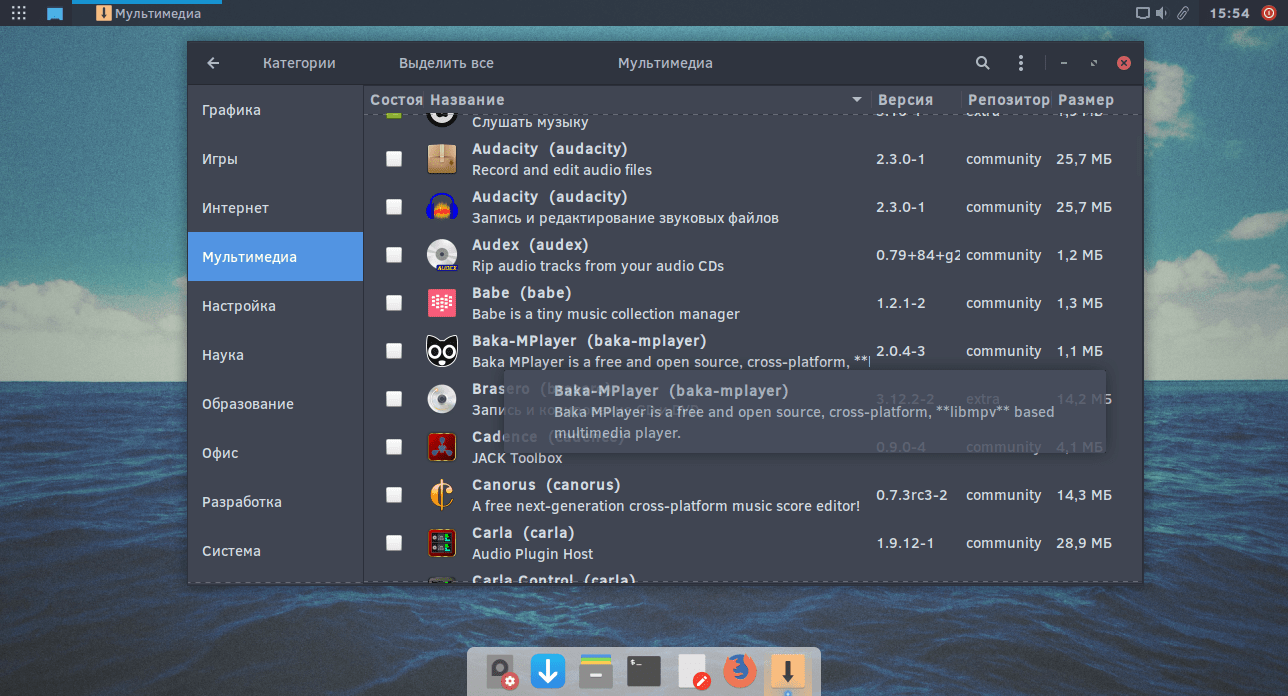 Мультимедиа
15:54
Категории
Выделить все
Мультимедиа
Графика
Игры
Интернет
Мультимедиа
Настройка
Наука
Образование
Офис
Разработка
Система
Состоя Название Версия Репозитор Размер
Слушать музыку
Audacity (audacity)
Record and edit audio files
2.3.0-1 community 25,7 МБ
Audacity (audacity)
Запись и редактирование звуковых файлов
2.3.0-1 community 25,7 МБ
Audex (audex)
Rip audio tracks from your audio CDs
0.79+84+g2 community 1,2 МБ
AUDEX
Babe (babe)
Babe is a tiny music collection manager
1.2.1-2 community 1,3 МБ
Baka-MPlayer (baka-mplayer)
Baka MPlayer is a free and open source, cross-platform, **l
2.0.4-3 community 1,1 МБ
Baka-MPlayer (baka-mplayer)
Baka MPlayer is a free and open source, cross-platform, **libmpv** based
multimedia player.
Brasero
3.12.2-2 extra 14,2 МБ
Запись и
Cadence (cadence)
JACK Toolbox
0.9.0-4 community 4,1 МБ
Canorus (canorus)
A free next-generation cross-platform music score editor!
0.7.3rc3-2 community 14,3 МБ
Carla (carla)
Audio Plugin Host
1.9.12-1 community 28,9 МБ
Carla Control (carla)